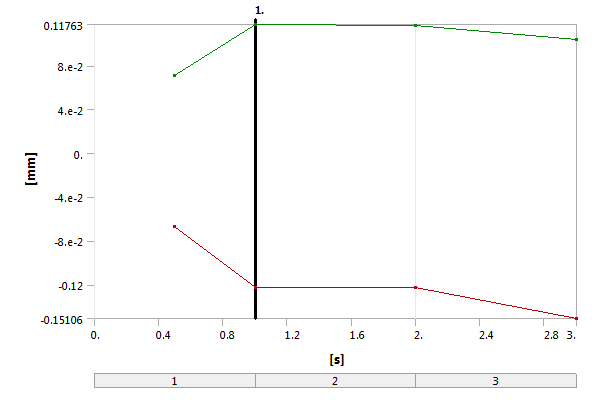 1.
0.11763
8.e-2
4.e-2
0.
-4.e-2
-8.e-2
-0.12
-0.15106
[mm]
0. 0.4 0.8 1.2 1.6 2. 2.4 2.8 3.
[s]
1 2 3